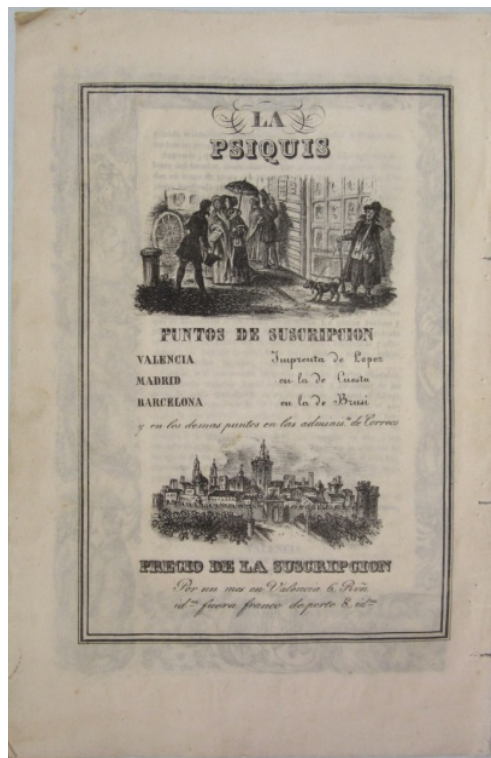 LA
PSIQUIS
PUNTOS DE SUSCRIPCION
VALENCIA Imprenta de Lopez
MADRID en la de Cuesta
BARCELONA en la de Brusi
y en los demas puntos en las admnis.s de Correos
PRECIO DE LA SUSCRIPCION
Por un mes en Valencia 6, Rvñ.
id.m fuera franco de porte 8, id.m